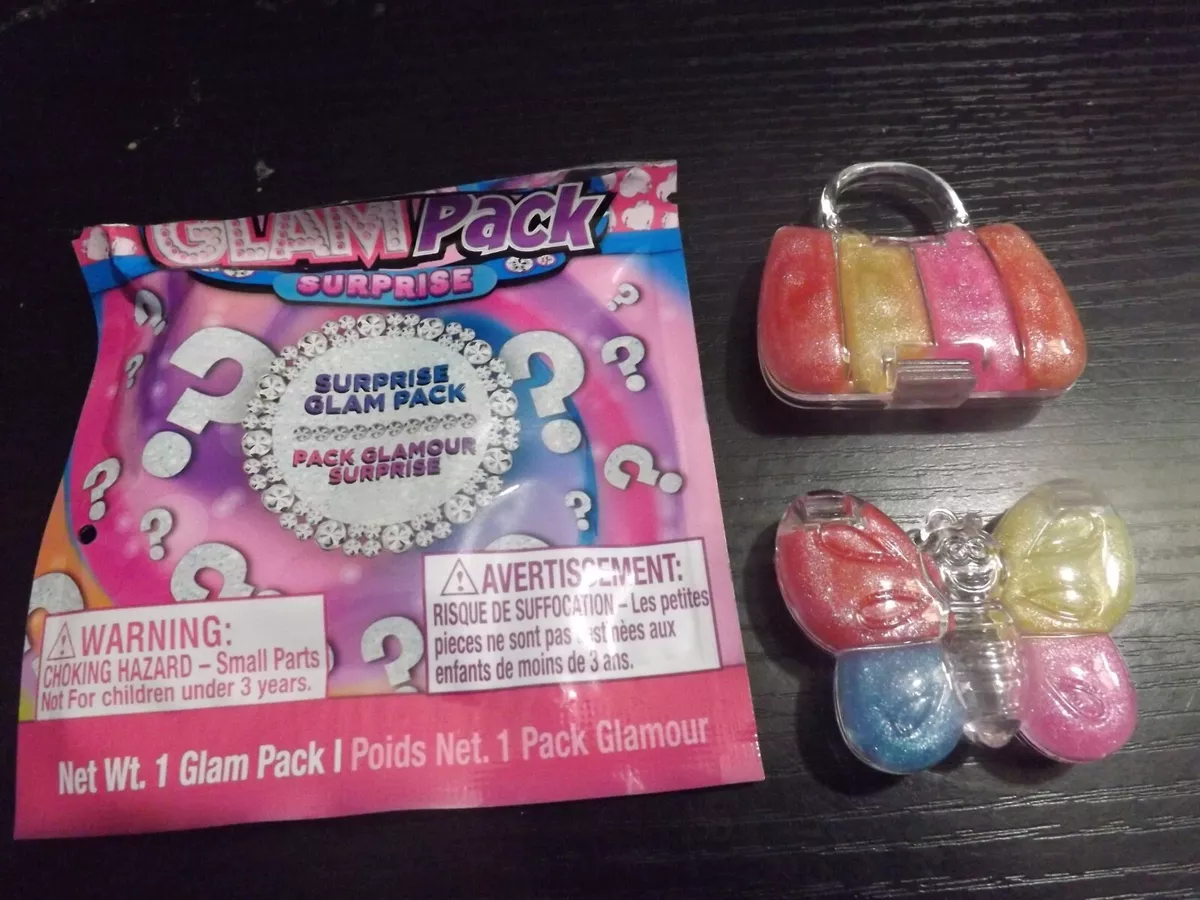 GLAM Pack
SURPRISE
SURPRISE
GLAM PACK
PACK GLAMOUR
SURPRISE
WARNING:
CHOKING HAZARD – Small Parts
Not For children under 3 years.
AVERTISSEMENT:
RISQUE DE SUFFOCATION – Les petites
pieces ne sont pas destinèes aux
enfants de moins de 3 ans.
Net Wt. 1 Glam Pack I Poids Net. 1 Pack Glamour